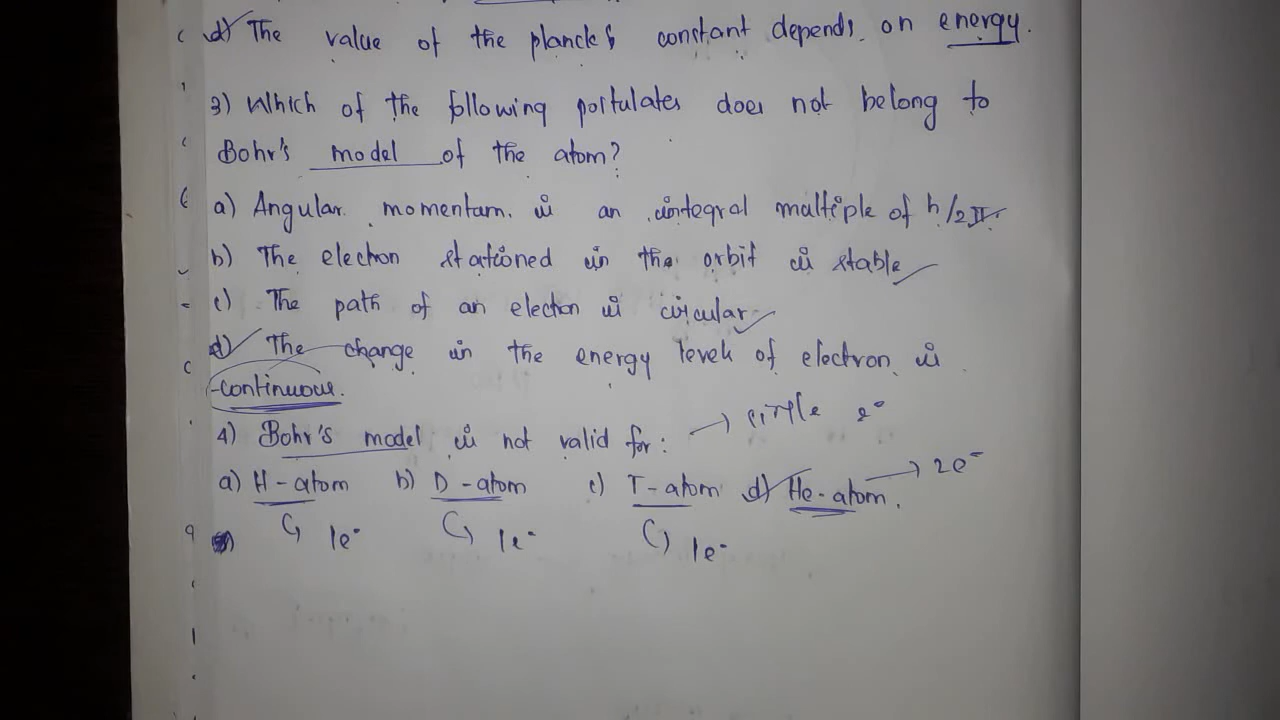 d) The value of the planck's constant depends on energy.
3) Which of the following postulates does not belong to
Bohr's model of the atom?
a) Angular momentum is an integral multiple of h/2π
b) The electron stationed in the orbit is stable
c) The path of an electron is circular
d) The change in the energy levels of electron is
continuous.
4) Bohr's model is not valid for: → single e⁻
a) H-atom b) D-atom c) T-atom d) He-atom. → 2e⁻
1e⁻ 1e⁻ 1e⁻